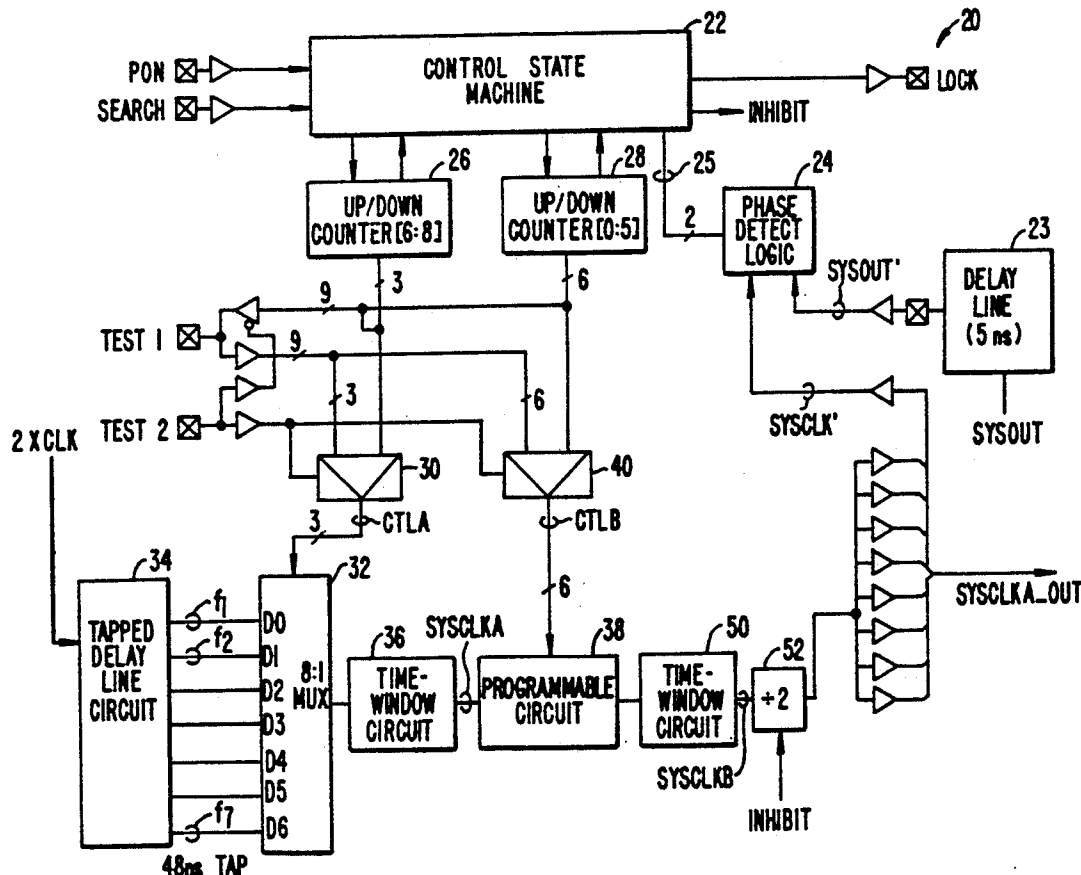 22
20
PON
CONTROL STATE
MACHINE
LOCK
SEARCH
INHIBIT
26
28
25
24
UP/DOWN
COUNTER[6:8]
UP/DOWN
COUNTER[0:5]
PHASE
DETECT
LOGIC
2
23
3
6
SYSOUT'
DELAY
LINE
(5 ns)
9
TEST 1
9
3
6
SYSCLK'
SYSOUT
TEST 2
2XCLK
30
40
CTLA
CTLB
3
6
34
32
TAPPED
DELAY
LINE
CIRCUIT
f1
f2
f7
D0
D1
D2
D3
D4
D5
D6
8:1
MUX
36
TIME-
WINDOW
CIRCUIT
SYSCLKA
38
PROGRAMMABLE
CIRCUIT
50
TIME-
WINDOW
CIRCUIT
SYSCLKB
52
÷2
INHIBIT
SYSCLKA_OUT
48ns TAP